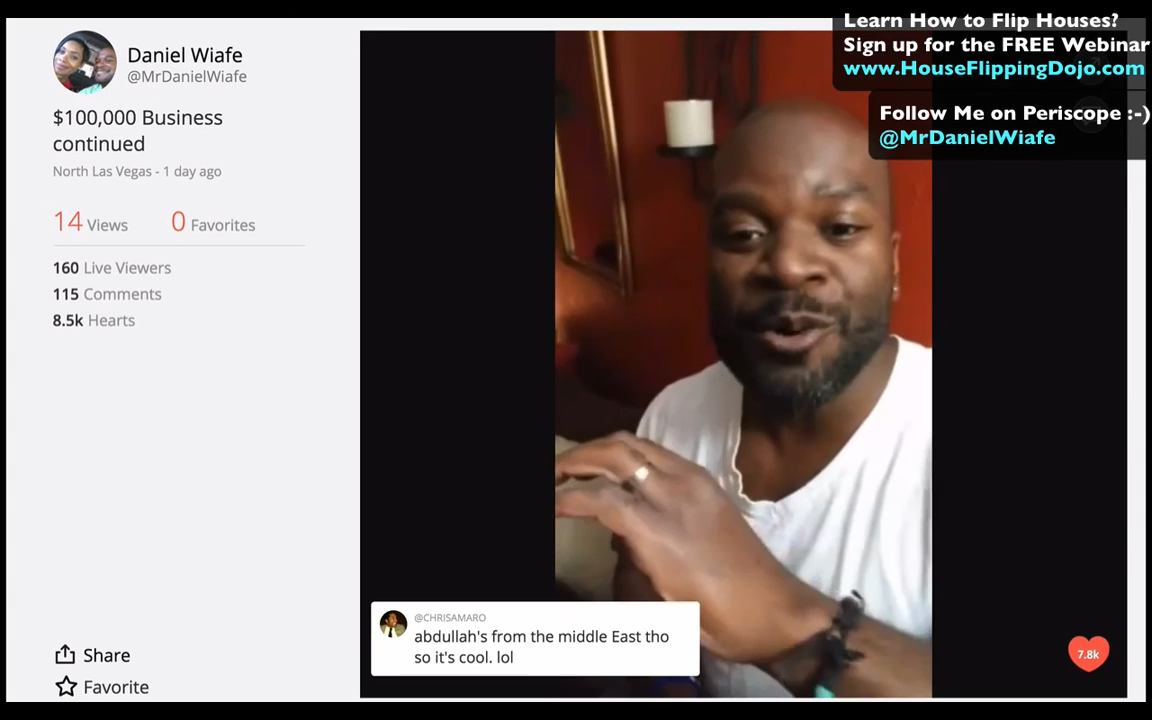 Learn How to Flip Houses?
Sign up for the FREE Webinar
www.HouseFlippingDojo.com
Follow Me on Periscope :-)
@MrDanielWiafe
Daniel Wiafe
@MrDanielWiafe
$100,000 Business
continued
North Las Vegas - 1 day ago
14 Views 0 Favorites
160 Live Viewers
115 Comments
8.5k Hearts
@CHRISAMARO
abdullah's from the middle East tho
so it's cool. lol
7.8k
Share
Favorite